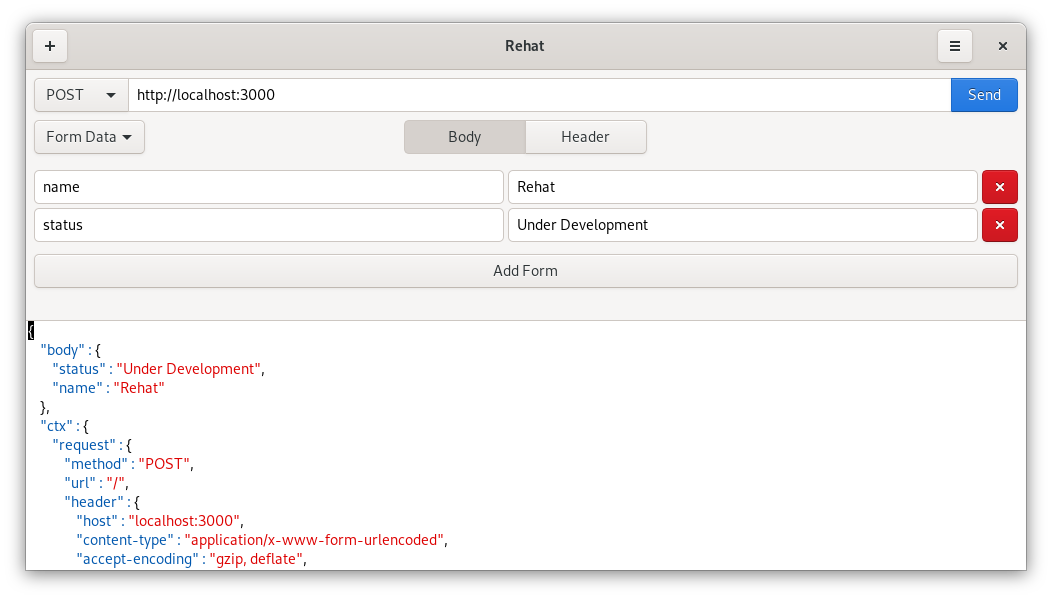 Rehat
POST http://localhost:3000 Send
Form Data Body Header
name Rehat
status Under Development
Add Form
{
"body" : {
"status" : "Under Development",
"name" : "Rehat"
},
"ctx" : {
"request" : {
"method" : "POST",
"url" : "/",
"header" : {
"host" : "localhost:3000",
"content-type" : "application/x-www-form-urlencoded",
"accept-encoding" : "gzip, deflate",